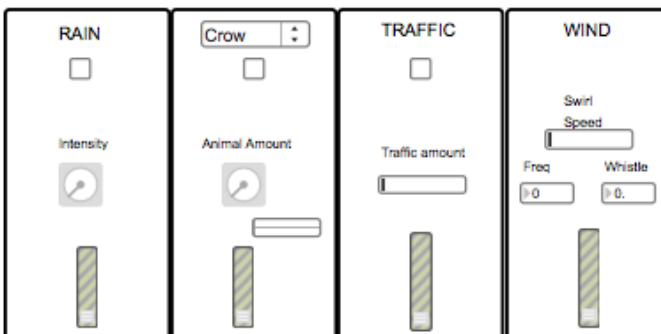 RAIN
Intensity
Crow
Animal Amount
TRAFFIC
Traffic amount
WIND
Swirl
Speed
Freq Whistle
0 0.